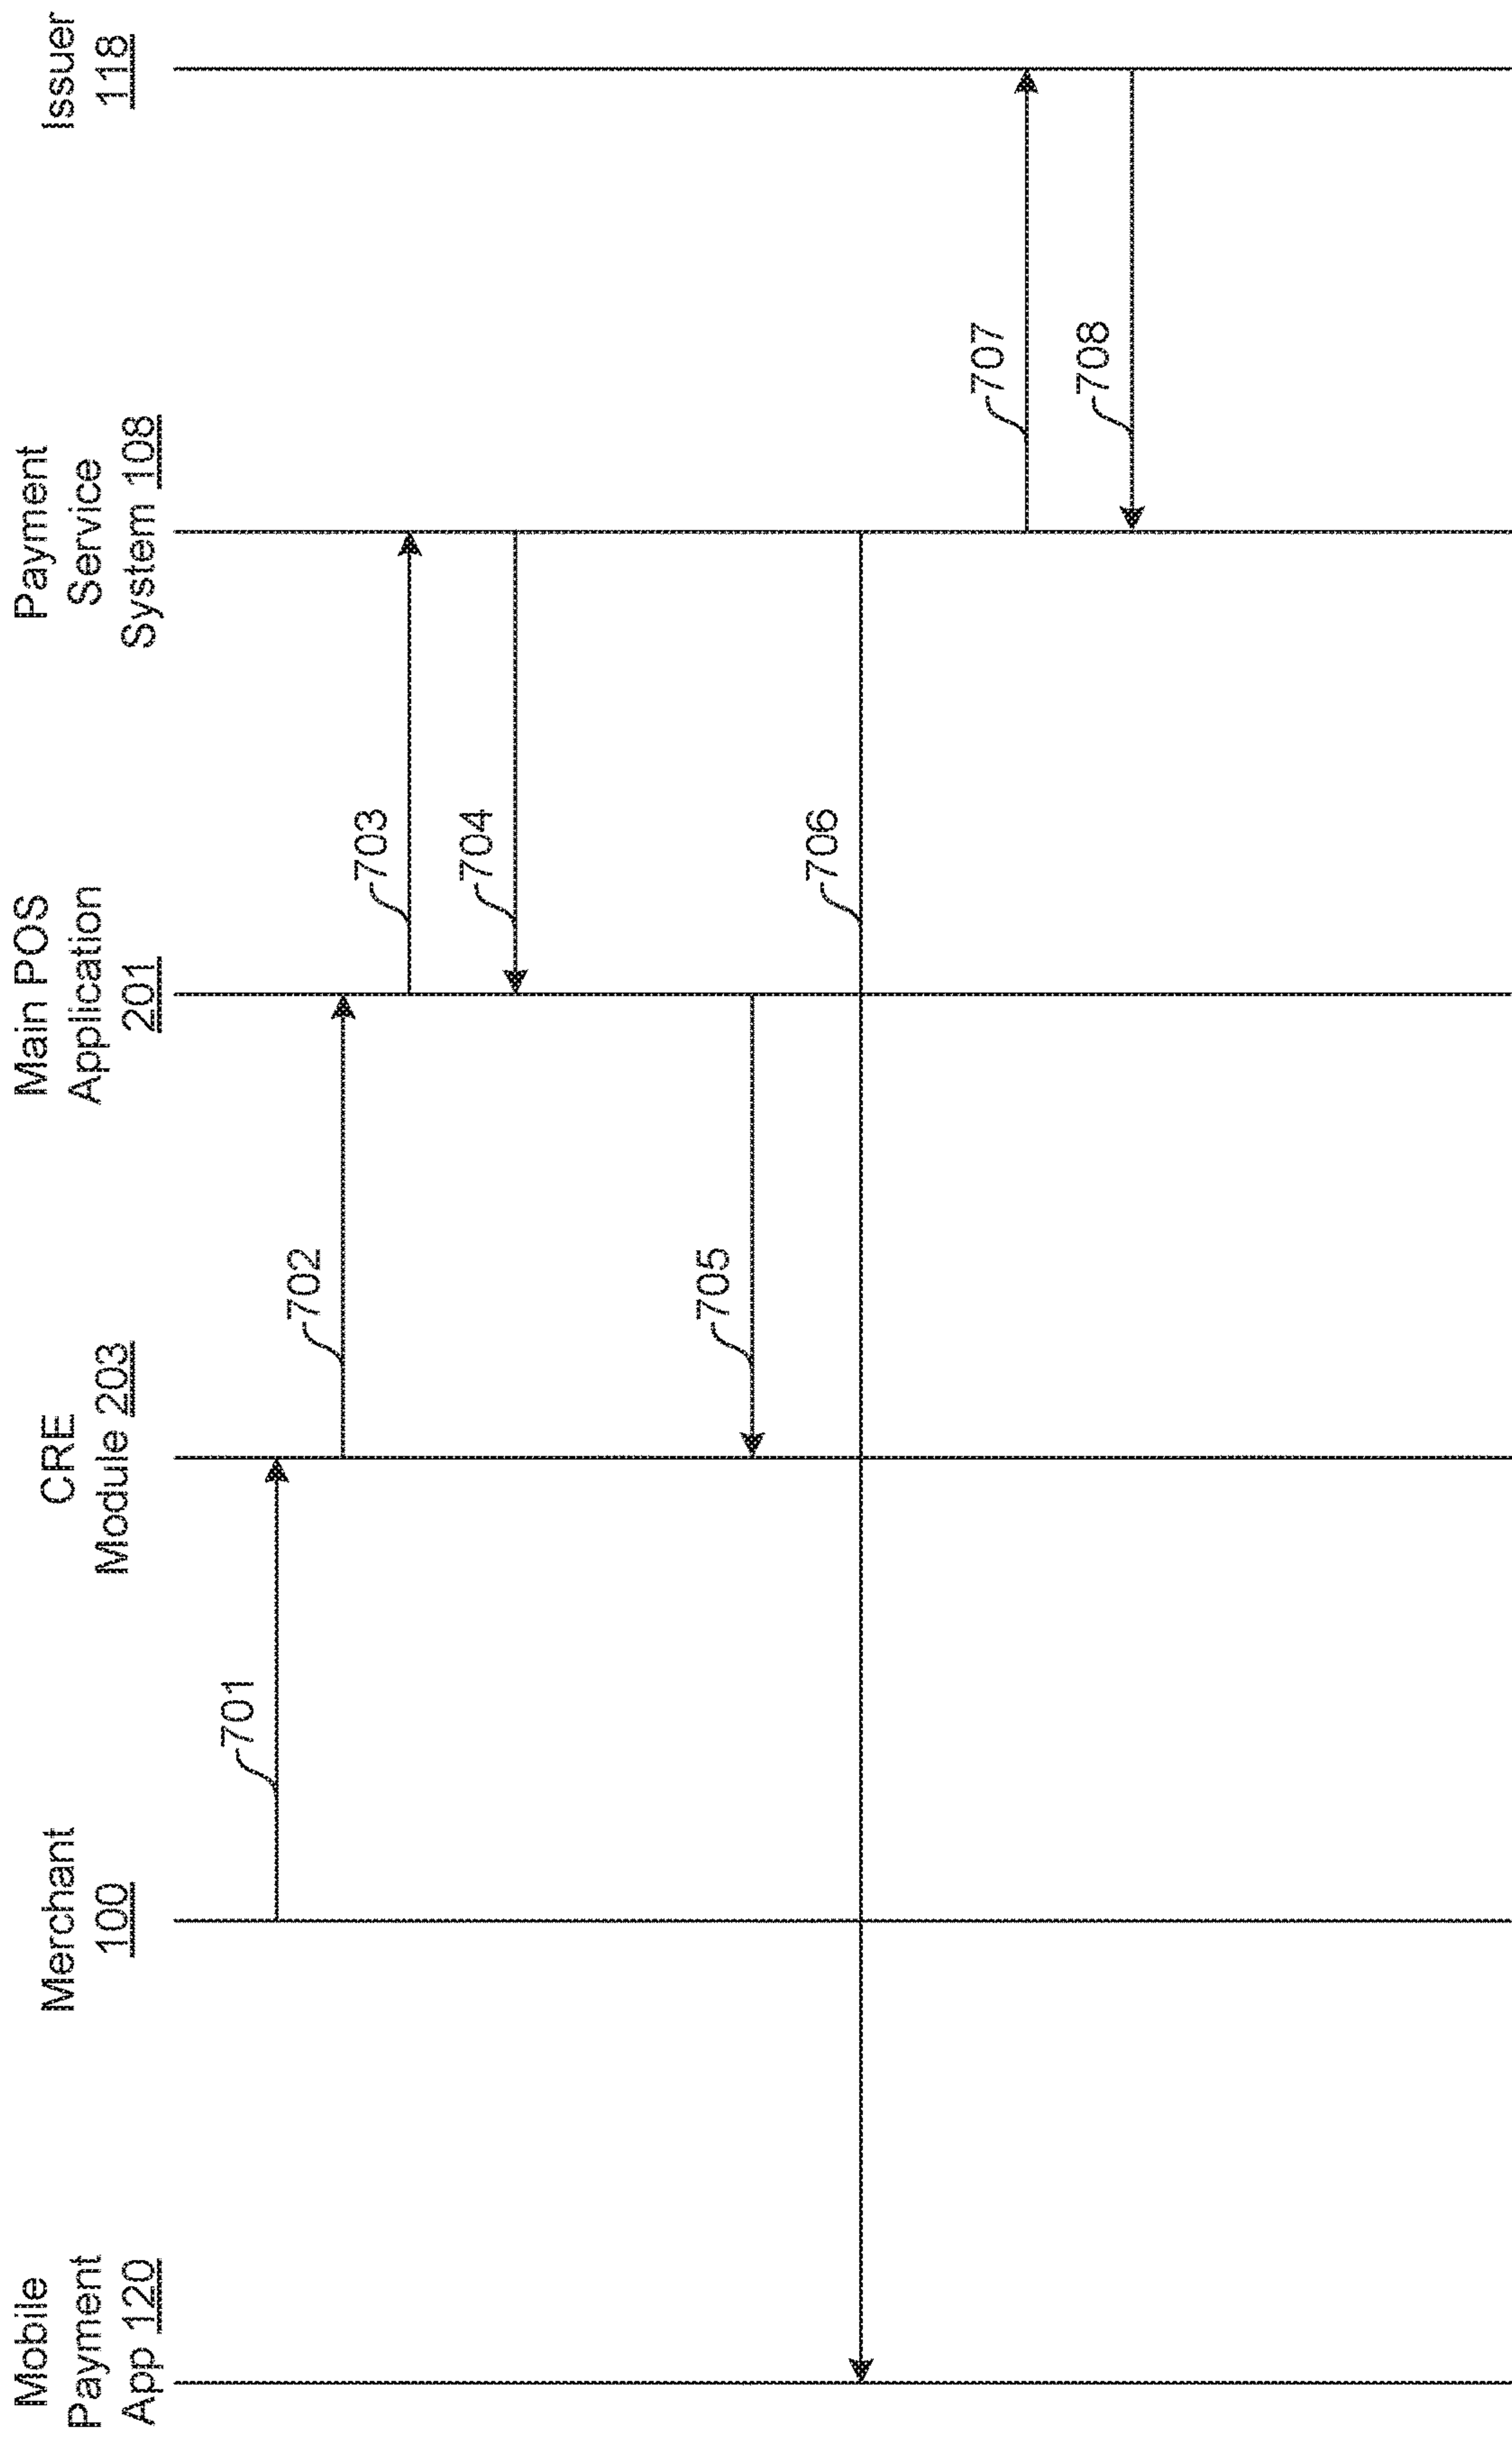 Mobile
Payment
App 120
Merchant
100
CRE
Module 203
Main POS
Application
201
Payment
Service
System 108
Issuer
118
701
702
703
704
705
706
707
708